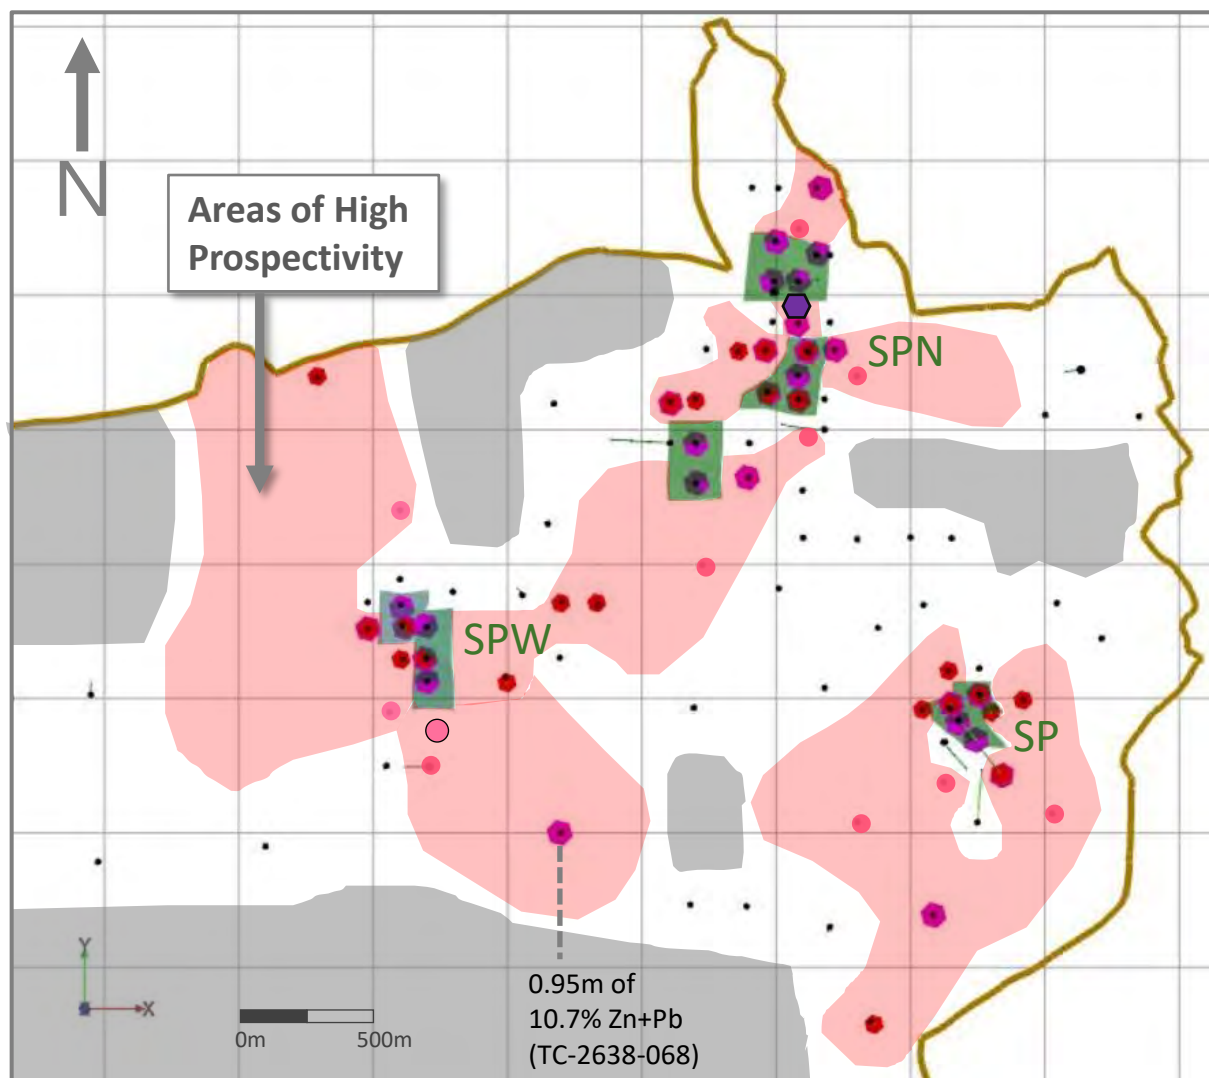 N
Areas of High
Prospectivity
SPN
SPW
SP
Y
X
0m
500m
0.95m of
10.7% Zn+Pb
(TC-2638-068)